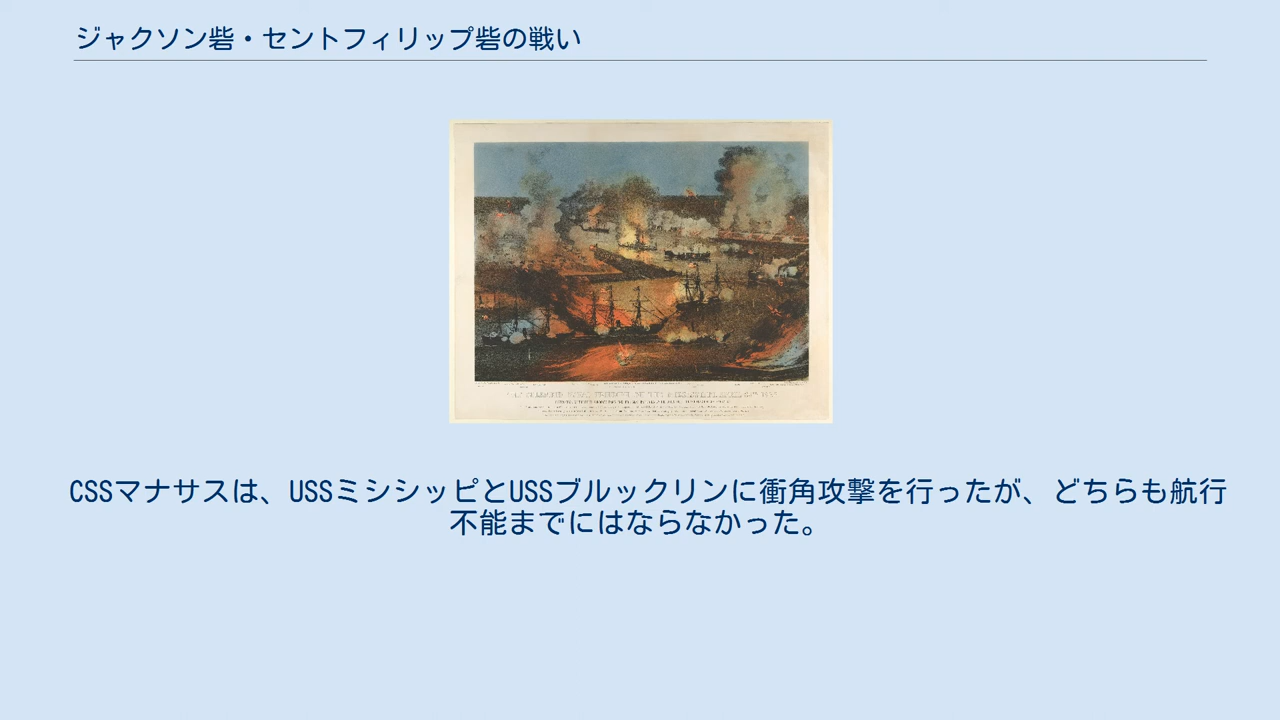 ジャクソン砦・セントフィリップ砦の戦い
CSSマナサスは、USSミシシッピとUSSブルックリンに衝角攻撃を行ったが、どちらも航行
不能までにはならなかった。